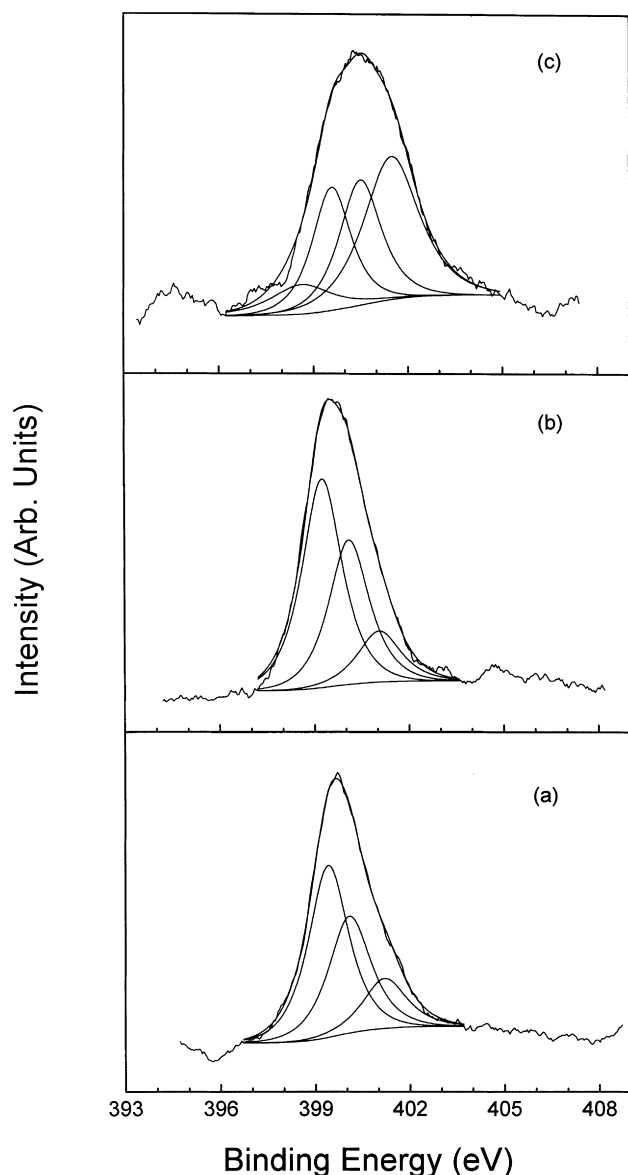 (c)
(b)
(a)
Intensity (Arb. Units)
393 396 399 402 405 408
Binding Energy (eV)